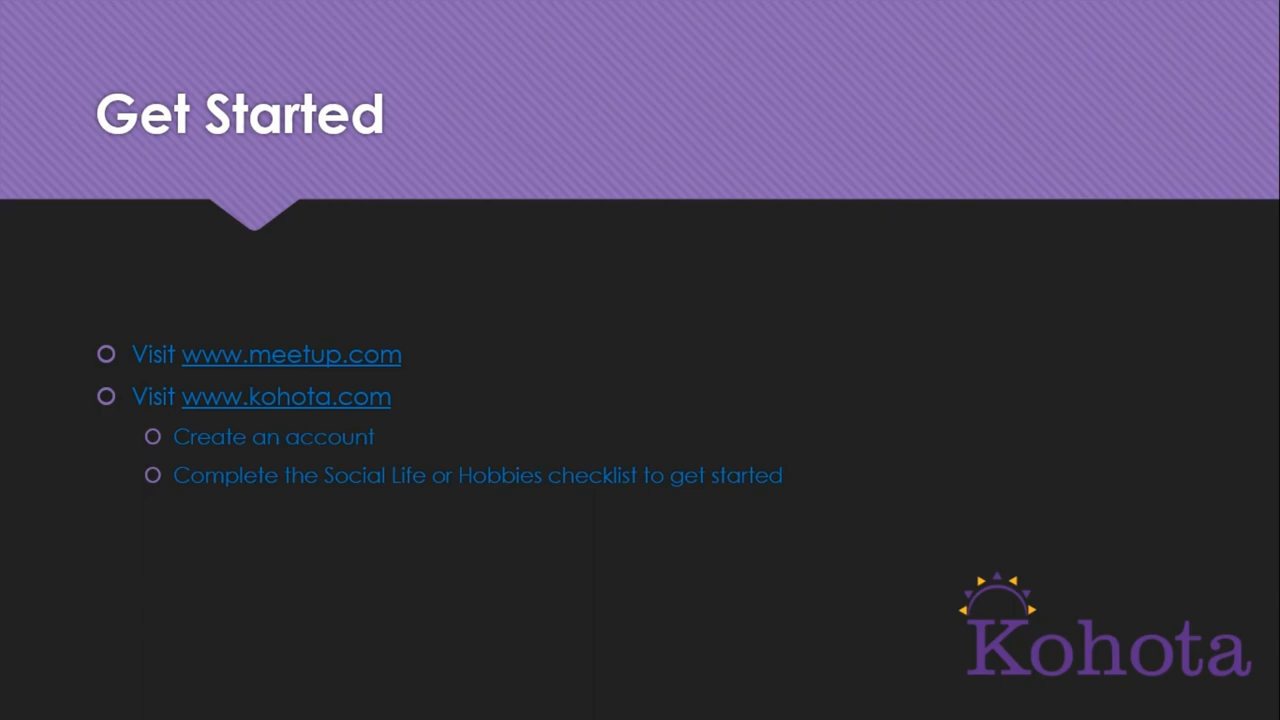 Get Started
Visit www.meetup.com
Visit www.kohota.com
Create an account
Complete the Social Life or Hobbies checklist to get started
Kohota